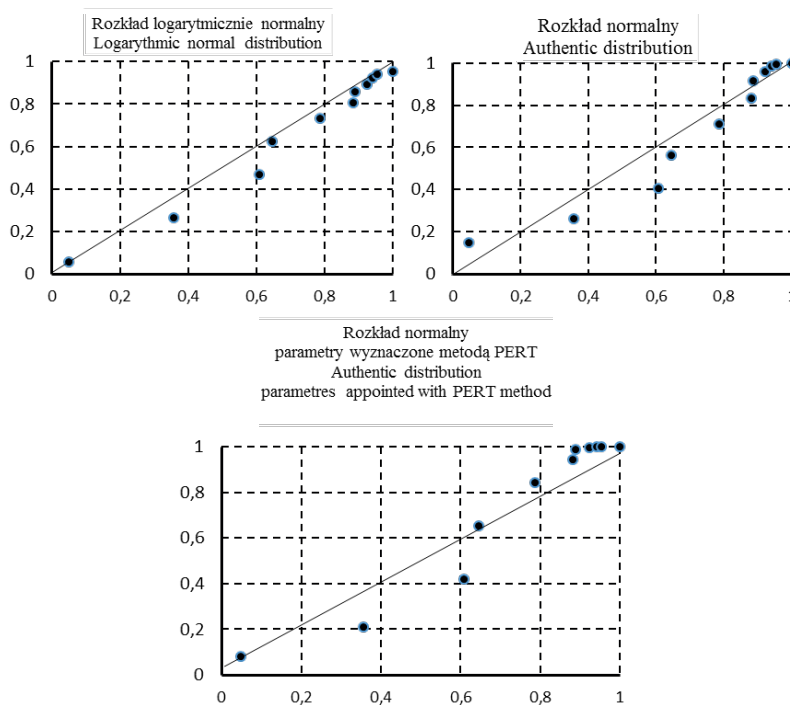 Rozkład logarytmicznie normalny
Logarythmic normal distribution
1
0,8
0,6
0,4
0,2
0
0 0,2 0,4 0,6 0,8 1
Rozkład normalny
Authentic distribution
1
0,8
0,6
0,4
0,2
0
0 0,2 0,4 0,6 0,8 1
Rozkład normalny
parametry wyznaczone metodą PERT
Authentic distribution
parametres appointed with PERT method
1
0,8
0,6
0,4
0,2
0
0 0,2 0,4 0,6 0,8 1